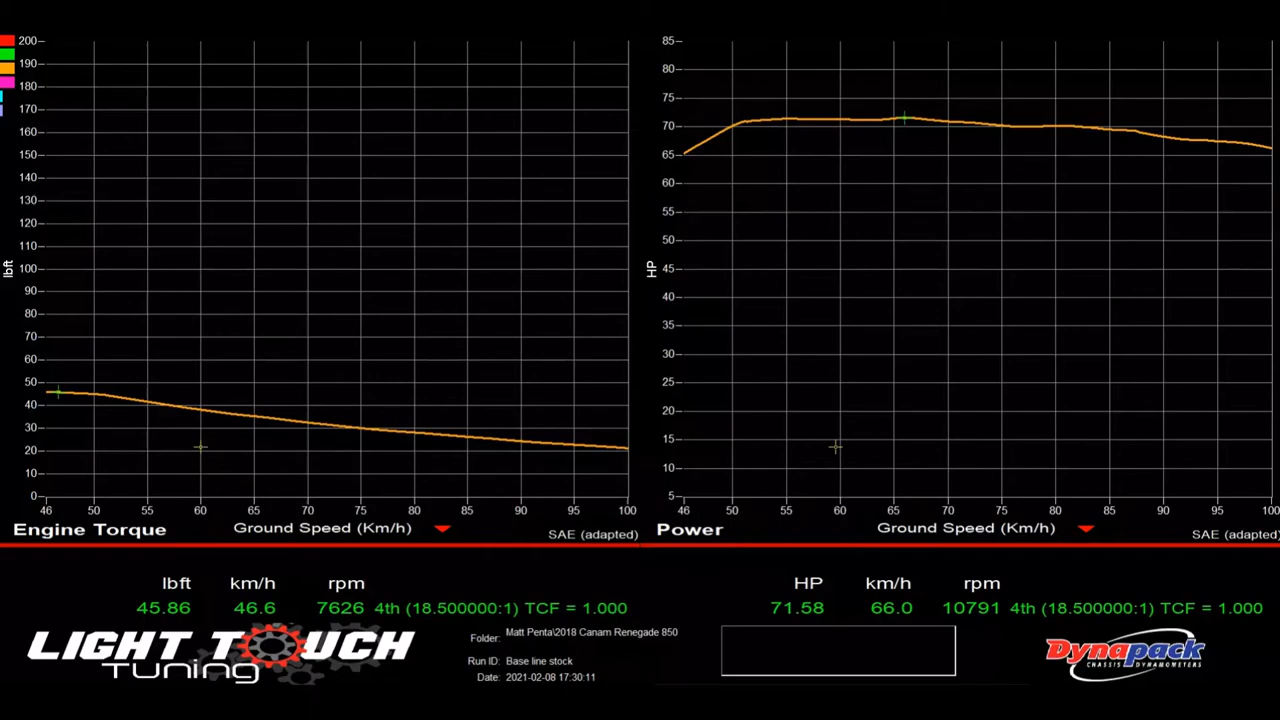 200
190
180
170
160
150
140
130
120
110
100
90
80
70
60
50
40
30
20
10
0
lbft
46 50 55 60 65 70 75 80 85 90 95 100
Engine Torque Ground Speed (Km/h) SAE (adapted)
85
80
75
70
65
60
55
50
45
40
35
30
25
20
15
10
5
HP
46 50 55 60 65 70 75 80 85 90 95 100
Power Ground Speed (Km/h) SAE (adapted)
lbft km/h rpm
45.86 46.6 7626 4th (18.500000:1) TCF = 1.000
HP km/h rpm
71.58 66.0 10791 4th (18.500000:1) TCF = 1.000
LIGHT TOUCH
Tuning
Folder: Matt Penta\2018 Canam Renegade 850
Run ID: Base line stock
Date: 2021-02-08 17:30:11
Dynapack
CHASSIS DYNAMOMETERS